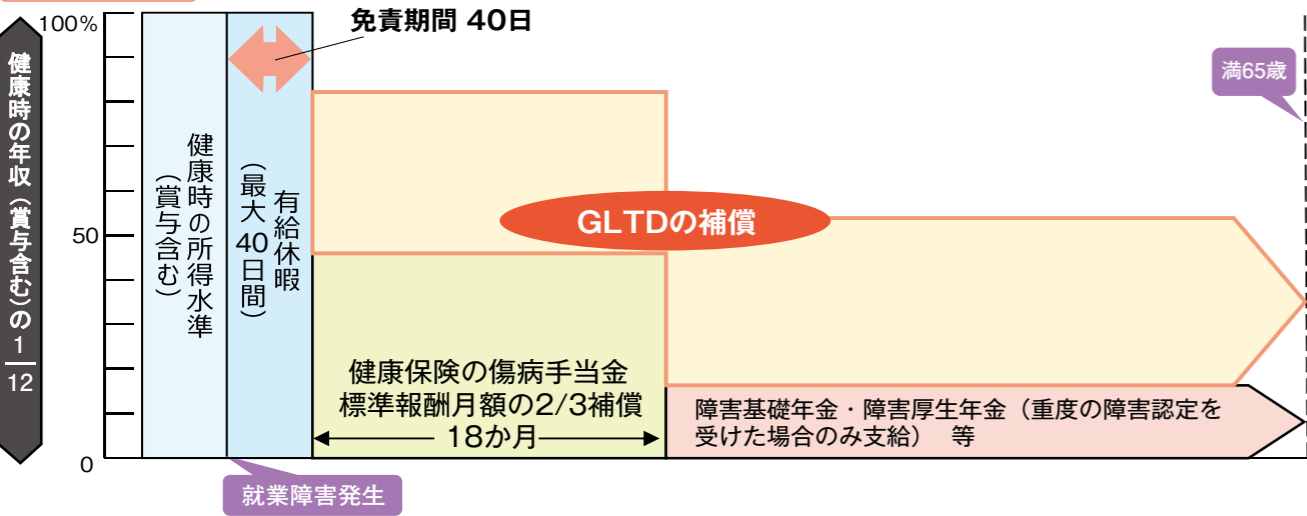 100%
50
0
健康時の年収（賞与含む）の1/12
免責期間 40日
健康時の所得水準
（賞与含む）
有給休暇
（最大40日間）
GLTDの補償
満65歳
健康保険の傷病手当金
標準報酬月額の2/3補償
18か月
障害基礎年金・障害厚生年金（重度の障害認定を
受けた場合のみ支給）　等
就業障害発生